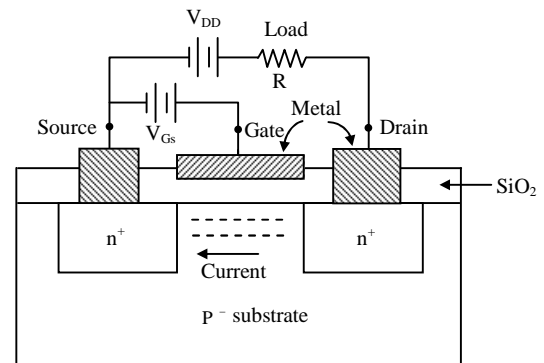 V_DD
Load
R
Metal
Source
V_Gs
Gate
Drain
SiO₂
n⁺
n⁺
Current
P⁻ substrate